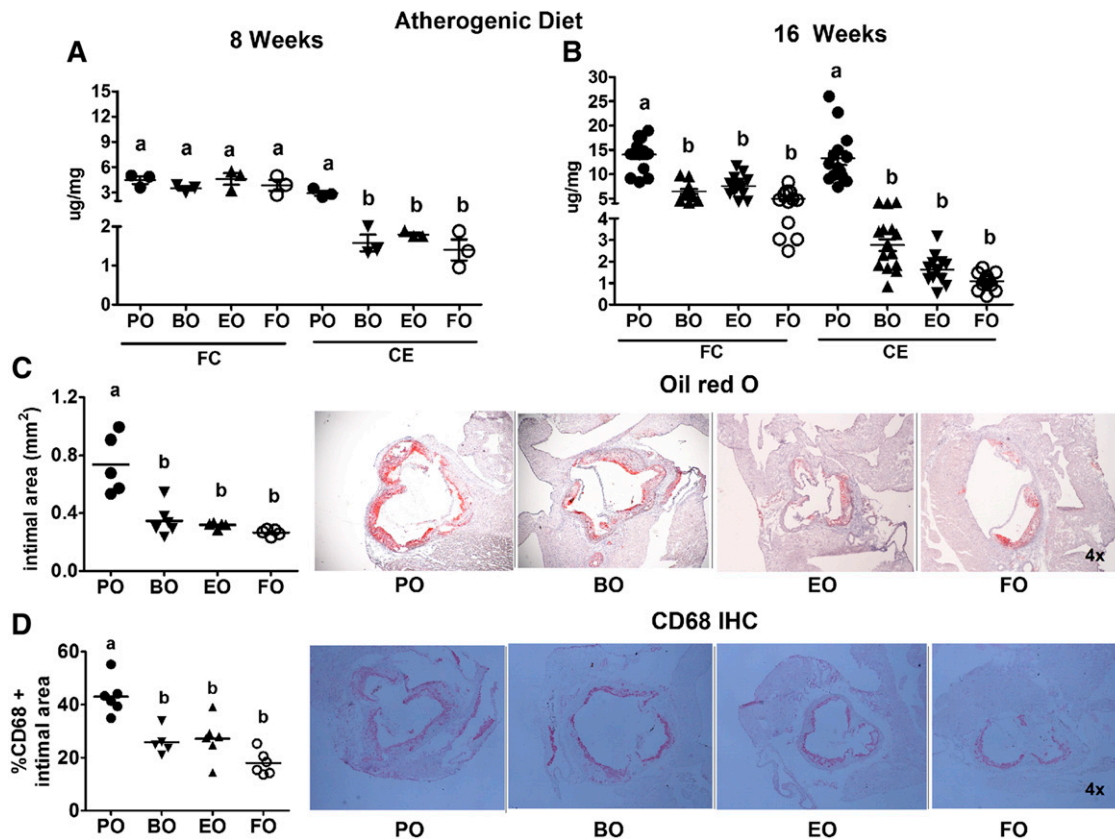 Atherogenic Diet
8 Weeks
16 Weeks
A
15
12
9
6
3
2
1
0
ug/mg
a a a a a b b b
PO BO EO FO PO BO EO FO
FC CE
B
30
25
20
15
10
5
4
3
2
1
0
ug/mg
a b b b a b b b
PO BO EO FO PO BO EO FO
FC CE
C
Oil red O
1.2
0.8
0.4
0.0
intimal area (mm²)
a b b b
PO BO EO FO
4x
PO BO EO FO
D
CD68 IHC
60
40
20
0
%CD68 +
intimal area
a b b b
PO BO EO FO
4x
PO BO EO FO